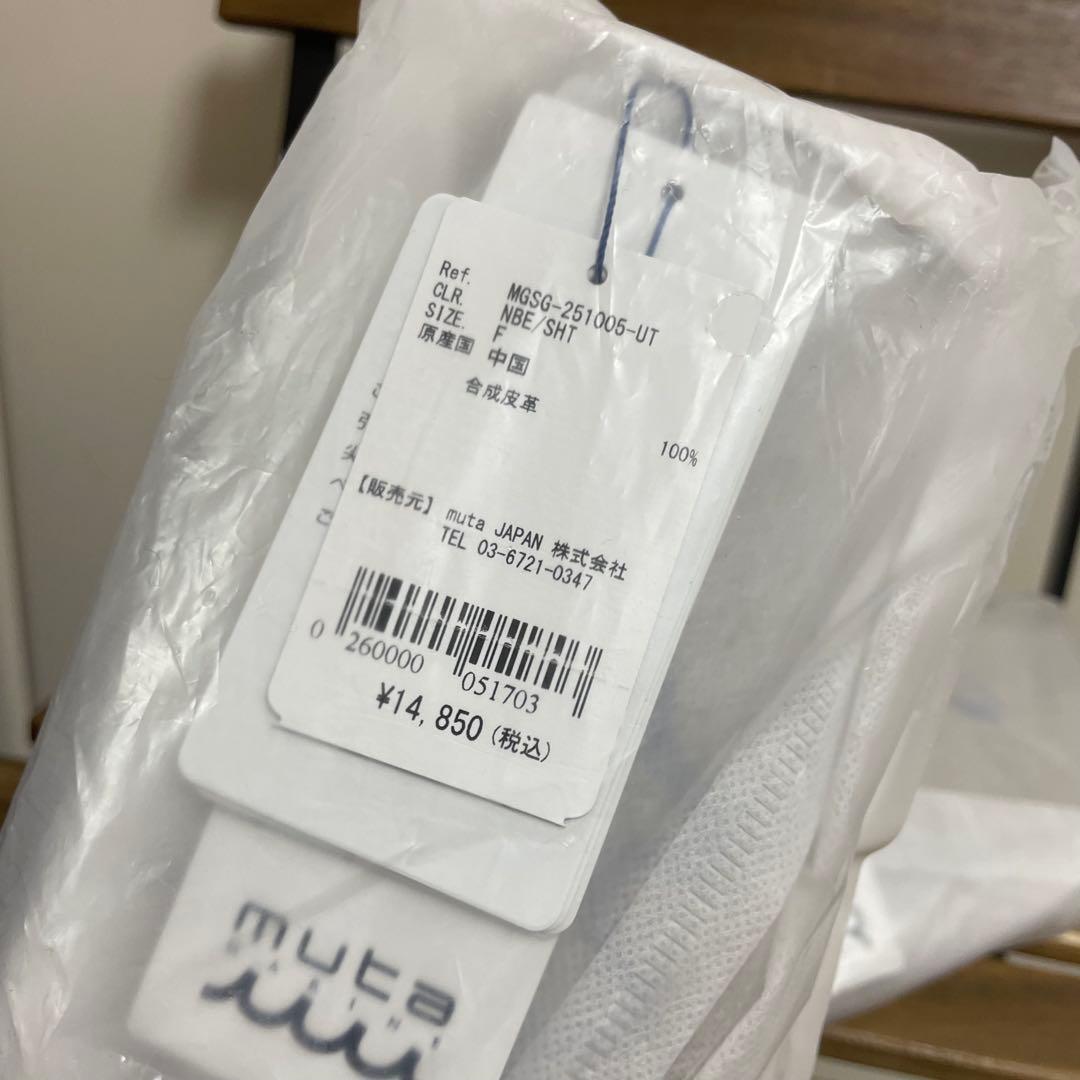 Ref. MGSG-251005-UT
CLR. NBE/SHT
SIZE. F
原産国 中国
合成皮革 100%
【販売元】 muta JAPAN 株式会社
TEL 03-6721-0347
0 260000 051703
¥14,850(税込)
muta